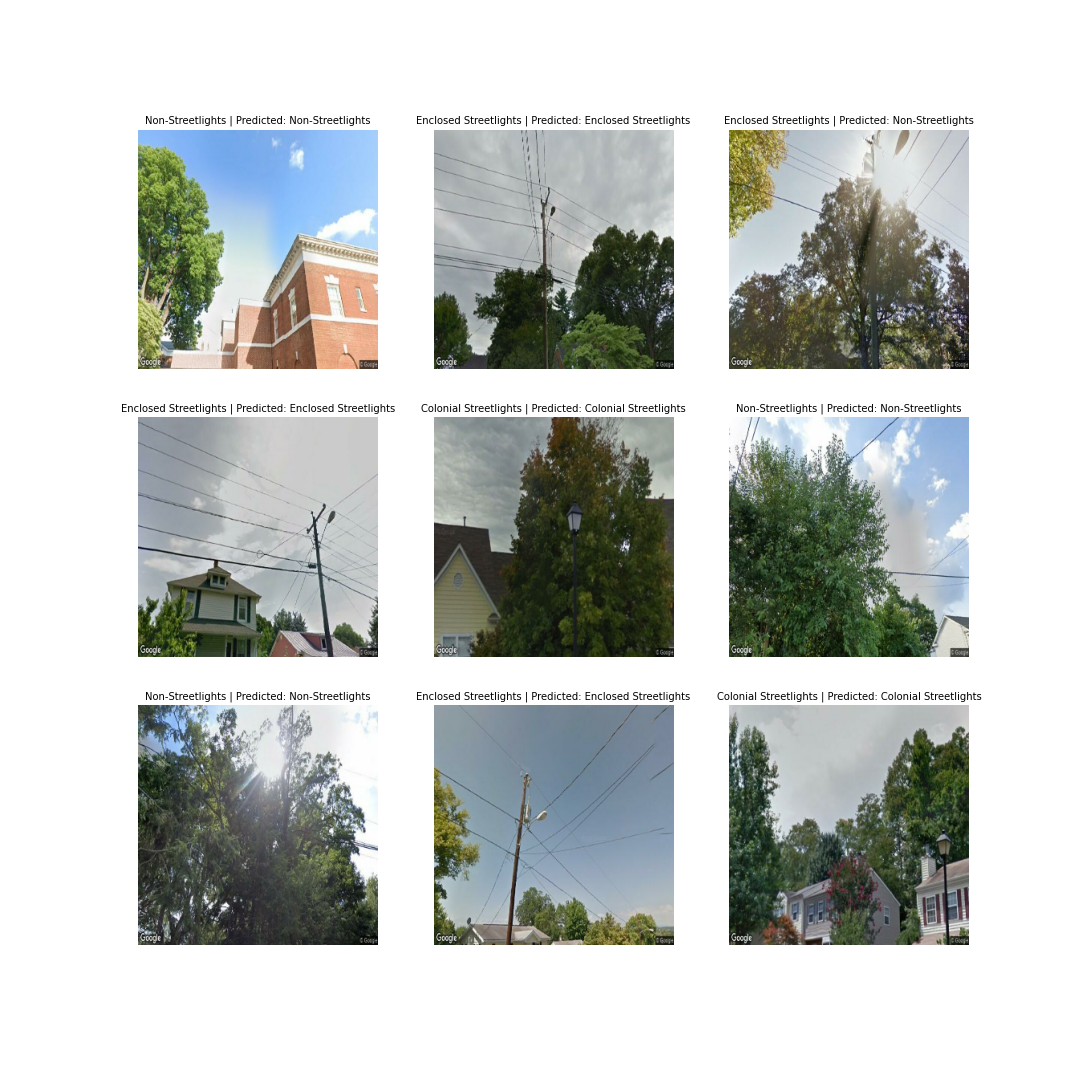 Non-Streetlights | Predicted: Non-Streetlights
Enclosed Streetlights | Predicted: Enclosed Streetlights
Enclosed Streetlights | Predicted: Non-Streetlights
Google
© Google
Google
© Google
Google
© Google
Enclosed Streetlights | Predicted: Enclosed Streetlights
Colonial Streetlights | Predicted: Colonial Streetlights
Non-Streetlights | Predicted: Non-Streetlights
Google
© Google
Google
© Google
Google
© Google
Non-Streetlights | Predicted: Non-Streetlights
Enclosed Streetlights | Predicted: Enclosed Streetlights
Colonial Streetlights | Predicted: Colonial Streetlights
Google
© Google
Google
© Google
Google
© Google